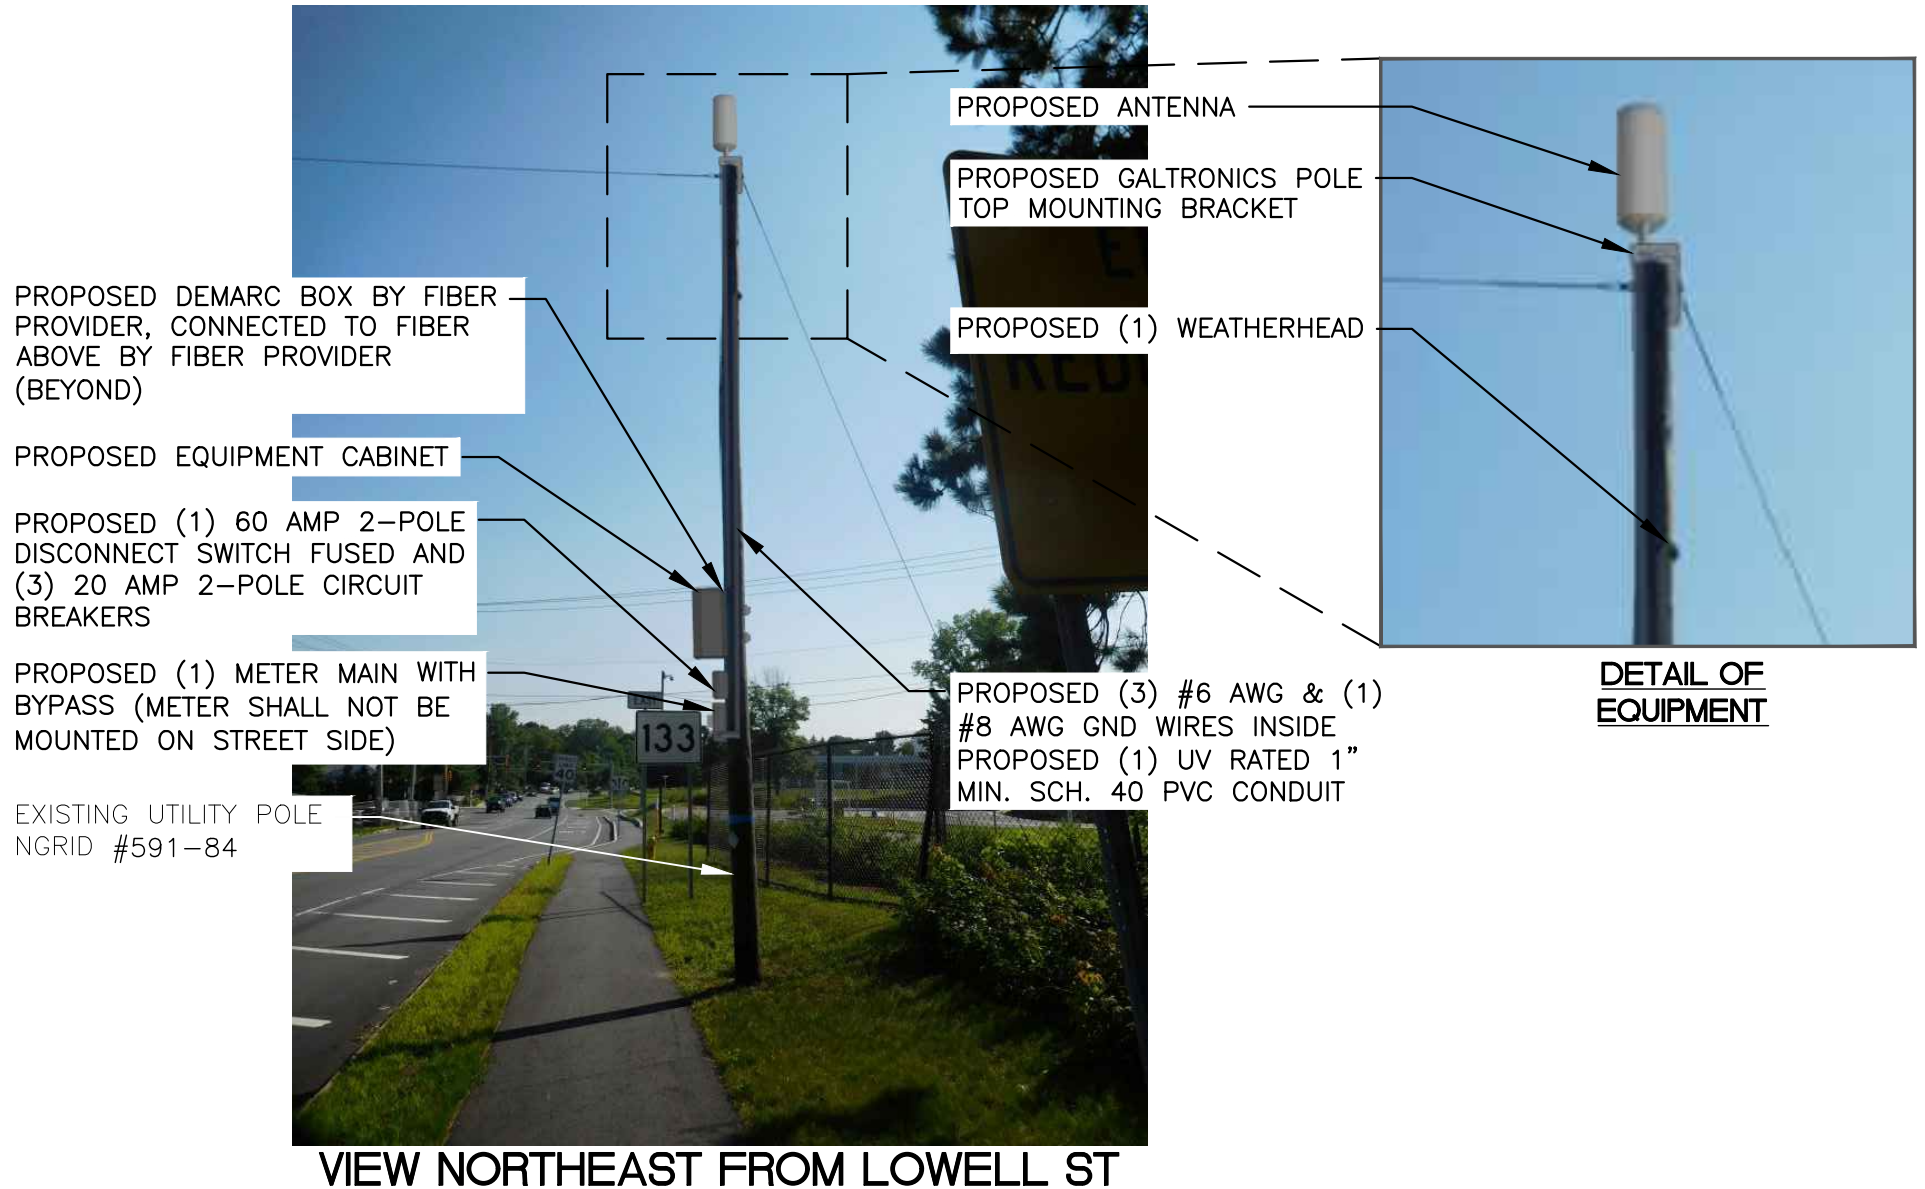 PROPOSED ANTENNA
PROPOSED GALTRONICS POLE
TOP MOUNTING BRACKET
PROPOSED (1) WEATHERHEAD
PROPOSED DEMARC BOX BY FIBER
PROVIDER, CONNECTED TO FIBER
ABOVE BY FIBER PROVIDER
(BEYOND)
PROPOSED EQUIPMENT CABINET
PROPOSED (1) 60 AMP 2-POLE
DISCONNECT SWITCH FUSED AND
(3) 20 AMP 2-POLE CIRCUIT
BREAKERS
PROPOSED (1) METER MAIN WITH
BYPASS (METER SHALL NOT BE
MOUNTED ON STREET SIDE)
EXISTING UTILITY POLE
NGRID #591-84
EAST
133
40
PROPOSED (3) #6 AWG & (1)
#8 AWG GND WIRES INSIDE
PROPOSED (1) UV RATED 1"
MIN. SCH. 40 PVC CONDUIT
DETAIL OF
EQUIPMENT
VIEW NORTHEAST FROM LOWELL ST